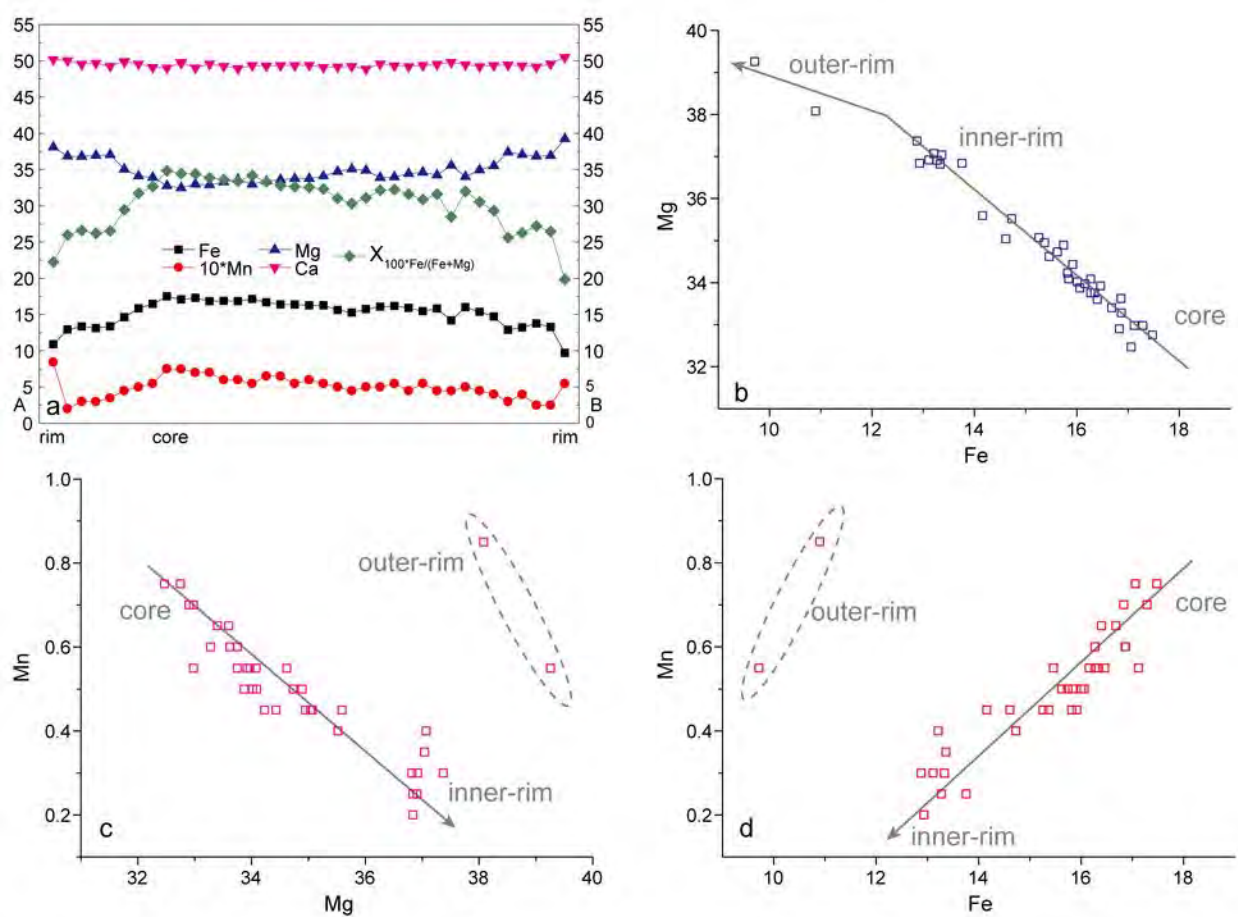 55 55
50 50
45 45
40 40
35 35
30 30
25 25
20 20
15 15
10 10
5 5
0 0
A B
Fe Mg X100*Fe/(Fe+Mg)
10*Mn Ca
a
rim core rim
40
38
36
34
32
Mg
outer-rim
inner-rim
core
b
10 12 14 16 18
Fe
1.0
0.8
0.6
0.4
0.2
Mn
outer-rim
core
inner-rim
c
32 34 36 38 40
Mg
1.0
0.8
0.6
0.4
0.2
Mn
core
outer-rim
inner-rim
d
10 12 14 16 18
Fe